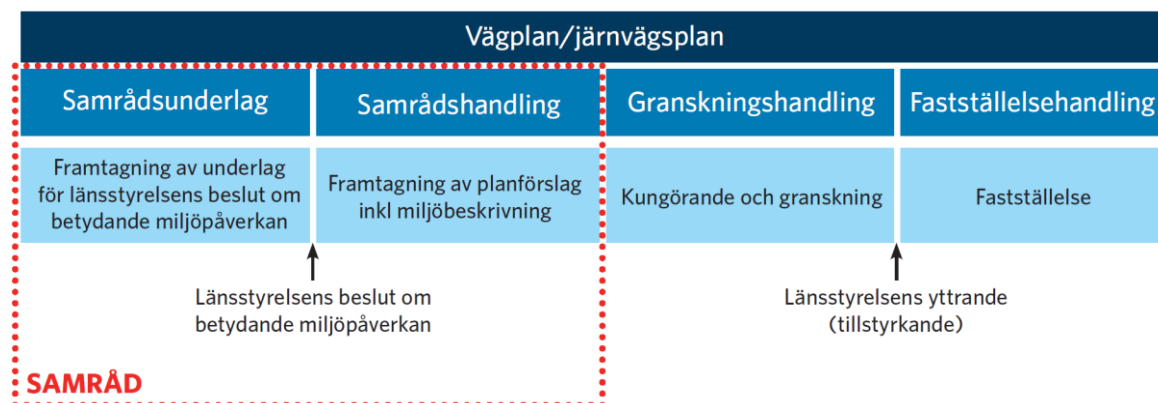 Vägplan/järnvägsplan
Samrådsunderlag
Samrådshandling
Granskningshandling
Fastställelsehandling
Framtagning av underlag
för länsstyrelsens beslut om
betydande miljöpåverkan
Framtagning av planförslag
inkl miljöbeskrivning
Kungörande och granskning
Fastställelse
Länsstyrelsens beslut om
betydande miljöpåverkan
Länsstyrelsens yttrande
(tillstyrkande)
SAMRÅD